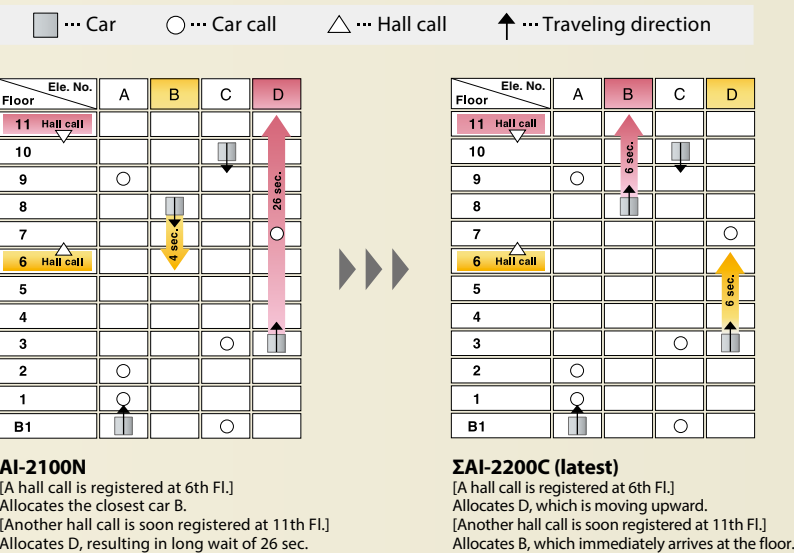 ··· Car ··· Car call ··· Hall call ··· Traveling direction
Ele. No.
Floor A B C D
11 Hall call
10
9
8
7
6 Hall call
5
4
3
2
1
B1
4 sec.
26 sec.
AI-2100N
[A hall call is registered at 6th Fl.]
Allocates the closest car B.
[Another hall call is soon registered at 11th Fl.]
Allocates D, resulting in long wait of 26 sec.
Ele. No.
Floor A B C D
11 Hall call
10
9
8
7
6 Hall call
5
4
3
2
1
B1
6 sec.
6 sec.
ΣAI-2200C (latest)
[A hall call is registered at 6th Fl.]
Allocates D, which is moving upward.
[Another hall call is soon registered at 11th Fl.]
Allocates B, which immediately arrives at the floor.